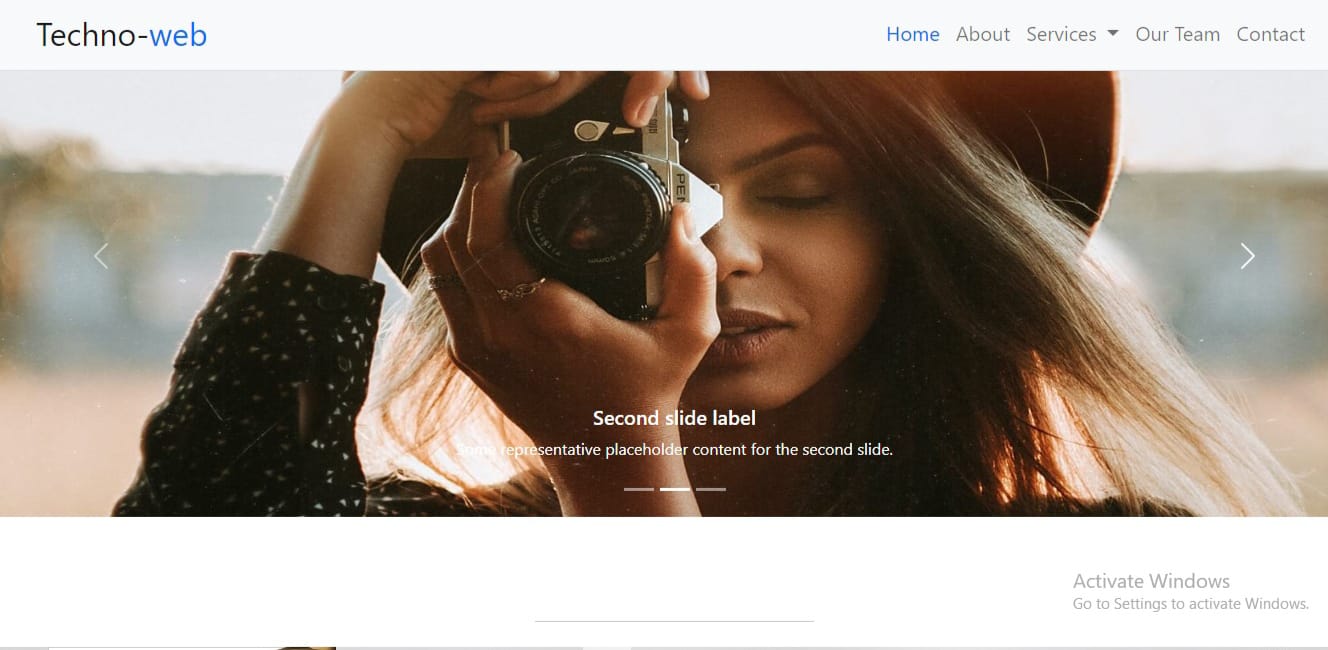 Techno-web
Home About Services Our Team Contact
PEN
Second slide label
Some representative placeholder content for the second slide.
Activate Windows
Go to Settings to activate Windows.